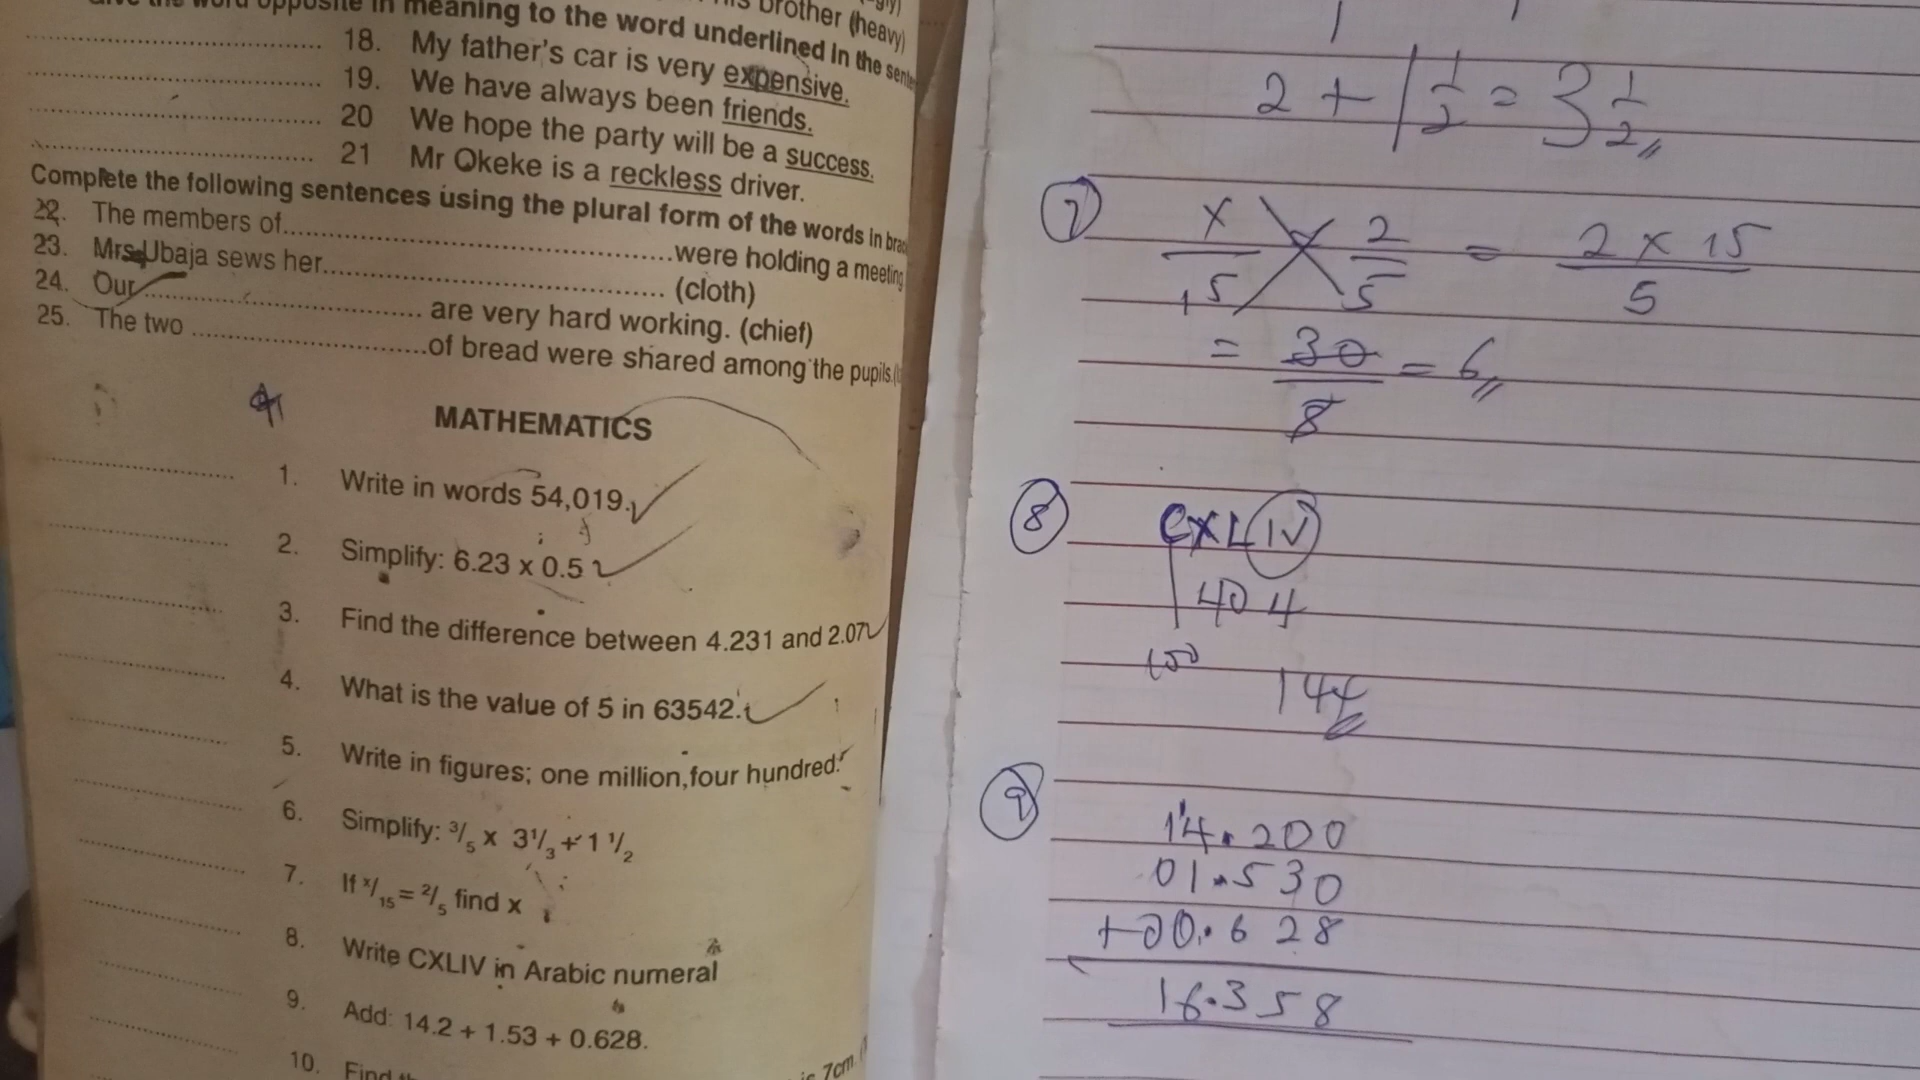 brother (heavy)
opposite in meaning to the word underlined in the
18. My father's car is very expensive.
19. We have always been friends.
20 We hope the party will be a success.
21 Mr Okeke is a reckless driver.
Complete the following sentences using the plural form of the words in
22. The members of..........were holding a meeting
23. Mrs Ubaja sews her.......... (cloth)
24. Our .......... are very hard working. (chief)
25. The two ..........of bread were shared among the pupils.
MATHEMATICS
1. Write in words 54,019.
2. Simplify: 6.23 x 0.5
3. Find the difference between 4.231 and 2.07
4. What is the value of 5 in 63542.
5. Write in figures; one million, four hundred.
6. Simplify: 3/5 x 3 1/3 + 1 1/2
7. If x/15 = 2/5 find x
8. Write CXLIV in Arabic numeral
9. Add: 14.2 + 1.53 + 0.628.
10. Find
7cm.
2 + 1 1/2 = 3 1/2
7 x/15 2/5 = 2 x 15/5
= 30/5 = 6
8 CXLIV
40 4
100
144
9 14.200
01.530
+00.628
16.358